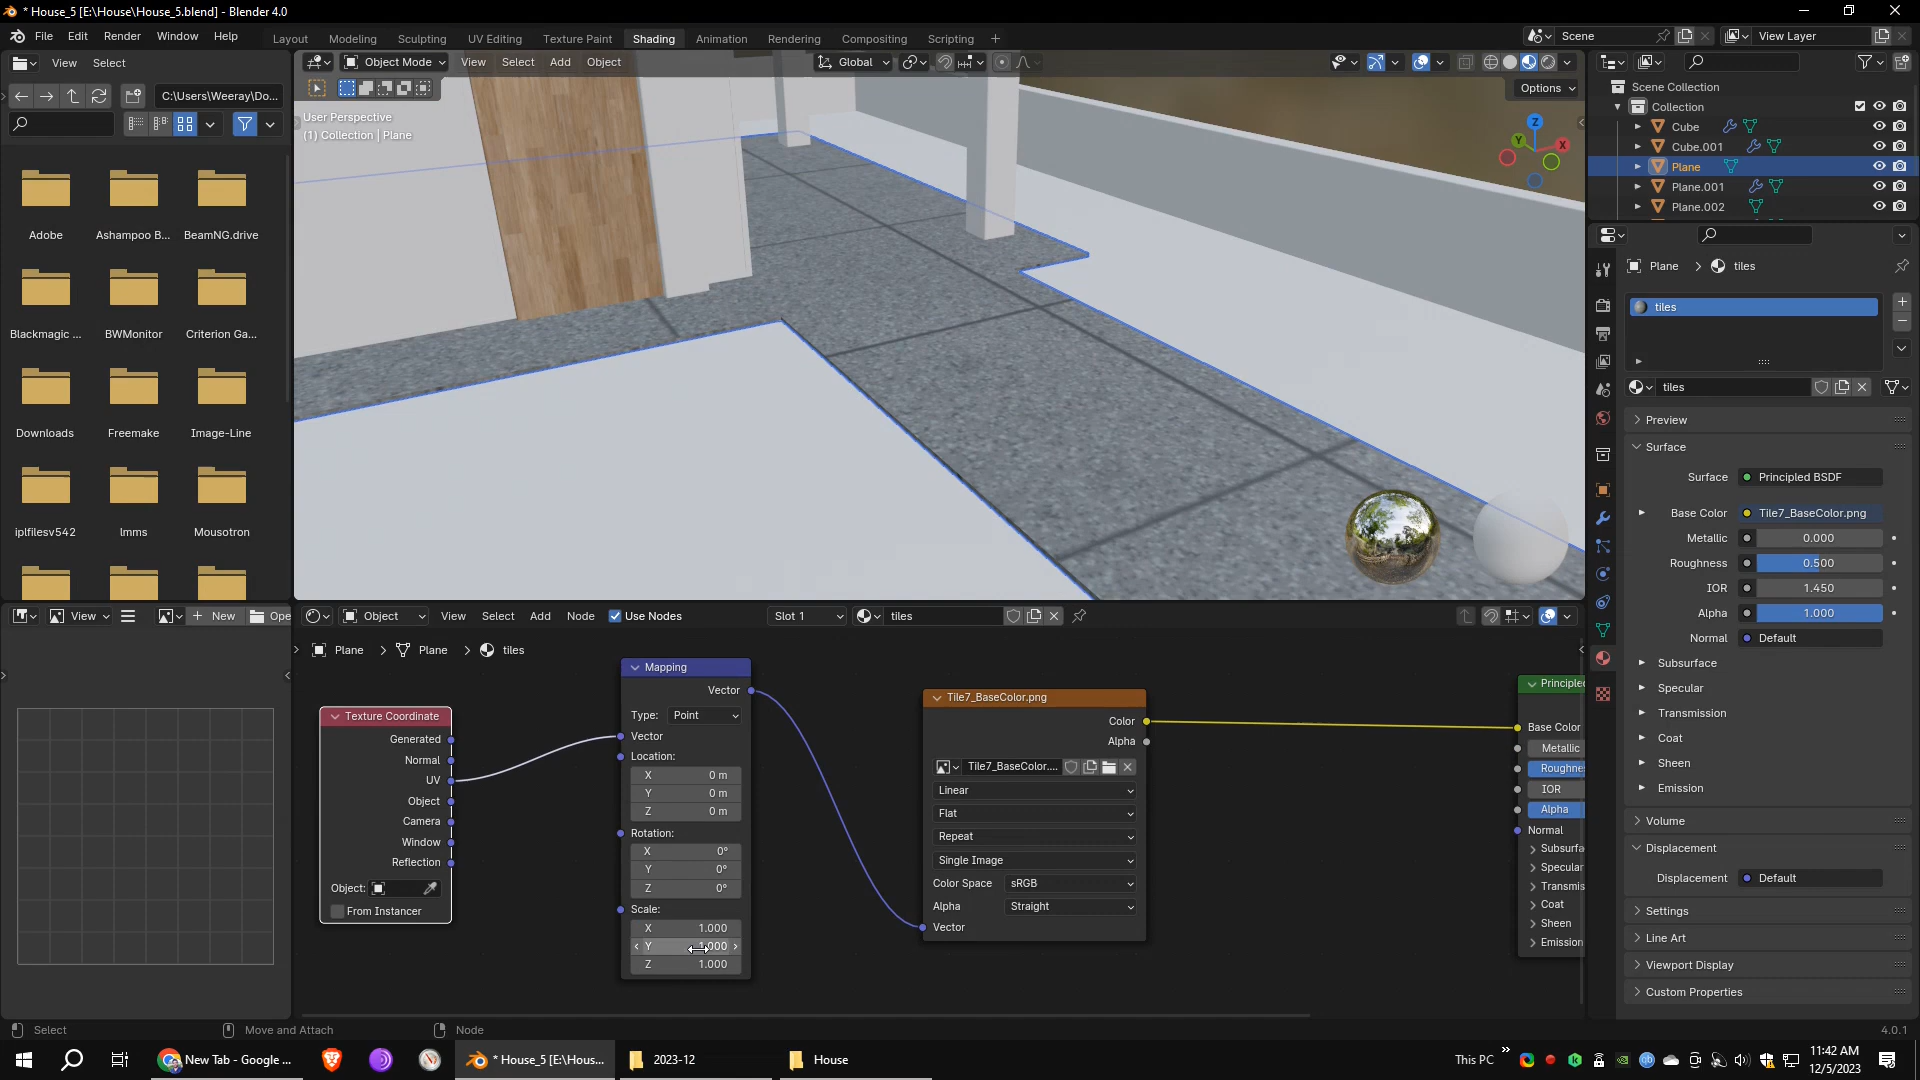 * House_5 [E:\House\House_5.blend] - Blender 4.0
File Edit Render Window Help
Layout Modeling Sculpting UV Editing Texture Paint Shading Animation Rendering Compositing Scripting
Scene View Layer
View Select
Object Mode View Select Add Object Global
C:\Users\Weeray\Do...
Options
User Perspective
(1) Collection | Plane
Z
Y
X
Adobe Ashampoo B... BeamNG.drive
Blackmagic ... BWMonitor Criterion Ga...
Downloads Freemake Image-Line
iplfilesv542 lmms Mousotron
Scene Collection
Collection
Cube
Cube.001
Plane
Plane.001
Plane.002
Plane tiles
tiles
tiles
Preview
Surface
Surface Principled BSDF
Base Color Tile7_BaseColor.png
Metallic 0.000
Roughness 0.500
IOR 1.450
Alpha 1.000
Normal Default
Subsurface
Specular
Transmission
Coat
Sheen
Emission
Volume
Displacement
Displacement Default
Settings
Line Art
Viewport Display
Custom Properties
View New Ope
Object View Select Add Node Use Nodes Slot 1 tiles
Plane Plane tiles
Texture Coordinate
Generated
Normal
UV
Object
Camera
Window
Reflection
Object:
From Instancer
Mapping
Vector
Type: Point
Vector
Location:
X 0 m
Y 0 m
Z 0 m
Rotation:
X 0°
Y 0°
Z 0°
Scale:
X 1.000
Y 1.000
Z 1.000
Tile7_BaseColor.png
Color
Alpha
Tile7_BaseColor....
Linear
Flat
Repeat
Single Image
Color Space sRGB
Alpha Straight
Vector
Principled
Base Color
Metallic
Roughne
IOR
Alpha
Normal
Subsurfa
Specular
Transmis
Coat
Sheen
Emission
Select Move and Attach Node 4.0.1
New Tab - Google ... * House_5 [E:\Hous... 2023-12 House This PC 11:42 AM
12/5/2023